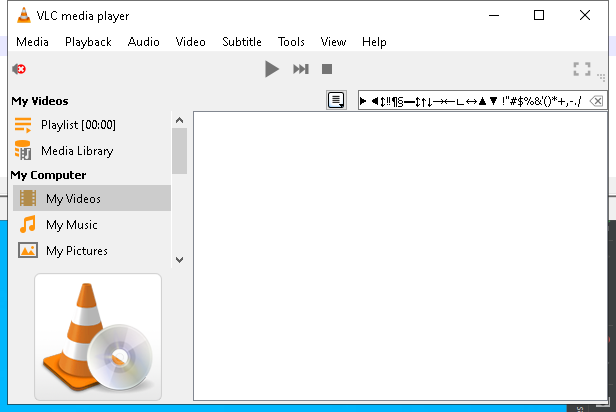 VLC media player
Media Playback Audio Video Subtitle Tools View Help
►◄↕‼¶§▬↨↑↓→←∟↔▲▼ !"#$%&'()*+,-./
My Videos
Playlist [00:00]
Media Library
My Computer
My Videos
My Music
My Pictures